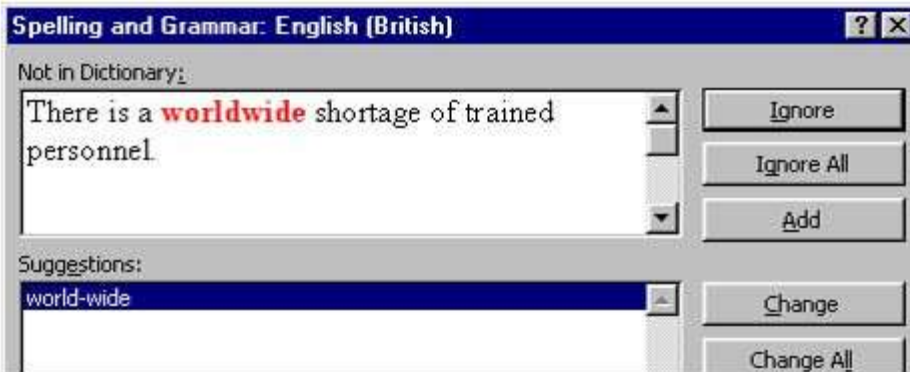 Spelling and Grammar: English (British)
Not in Dictionary:
There is a worldwide shortage of trained
personnel.
Ignore
Ignore All
Add
Suggestions:
world-wide
Change
Change All